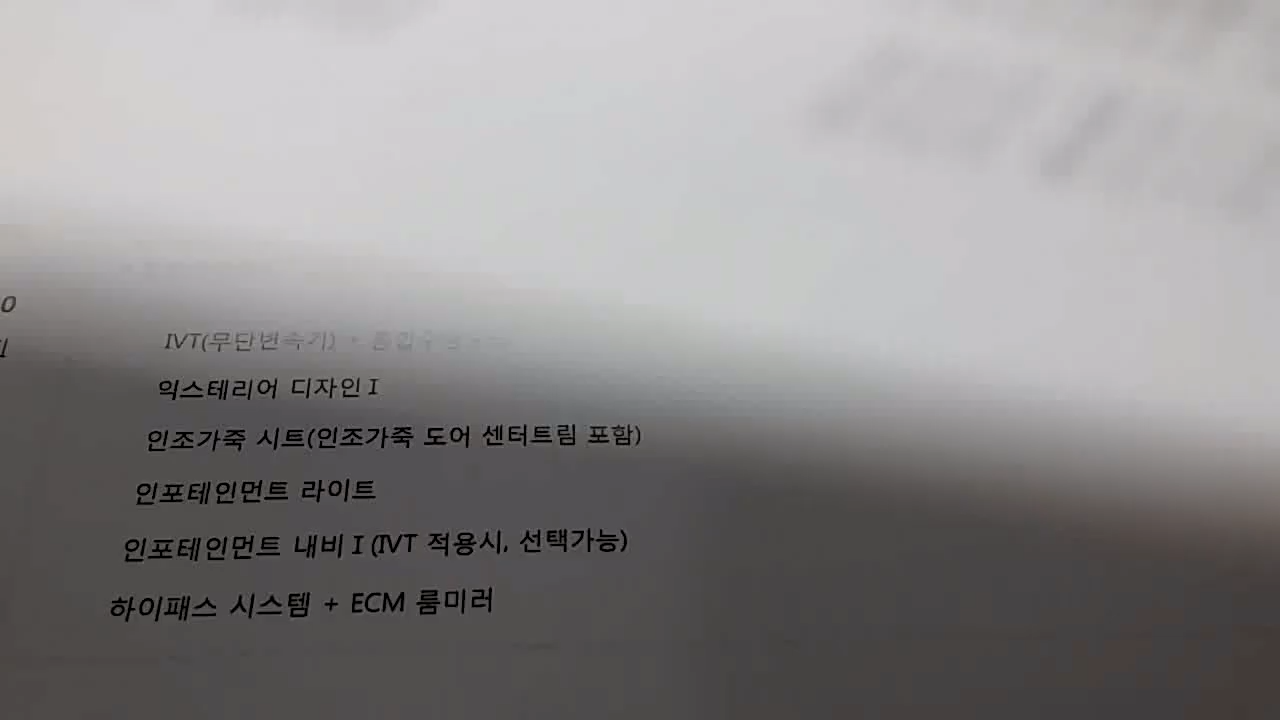 IVT(무단변속기) +
익스테리어 디자인 I
인조가죽 시트(인조가죽 도어 센터트림 포함)
인포테인먼트 라이트
인포테인먼트 내비 I (IVT 적용시, 선택가능)
하이패스 시스템 + ECM 룸미러